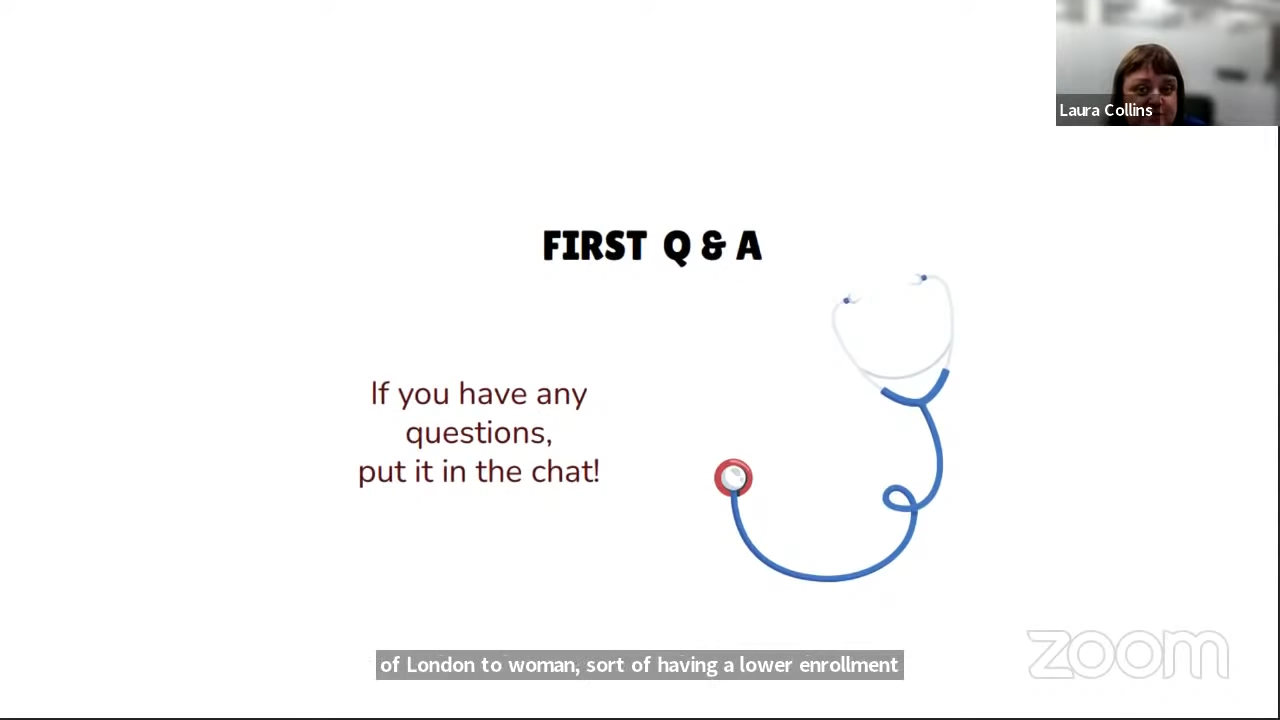 Laura Collins
FIRST Q & A
If you have any
questions,
put it in the chat!
of London to woman, sort of having a lower enrollment
zoom